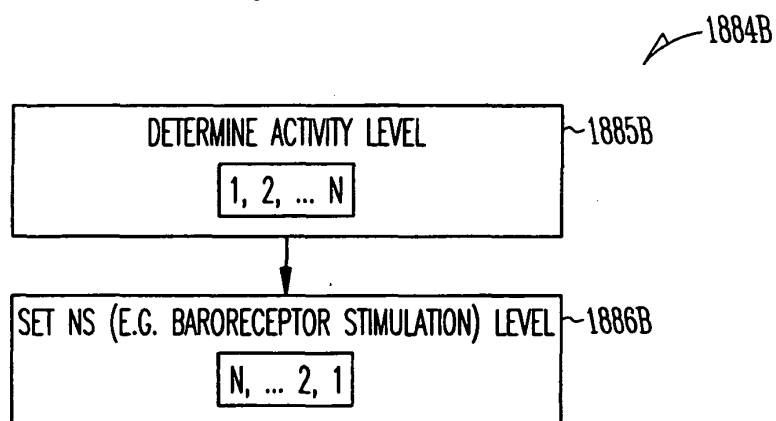 1884B
DETERMINE ACTIVITY LEVEL
1885B
1, 2, ... N
SET NS (E.G. BARORECEPTOR STIMULATION) LEVEL
1886B
N, ... 2, 1